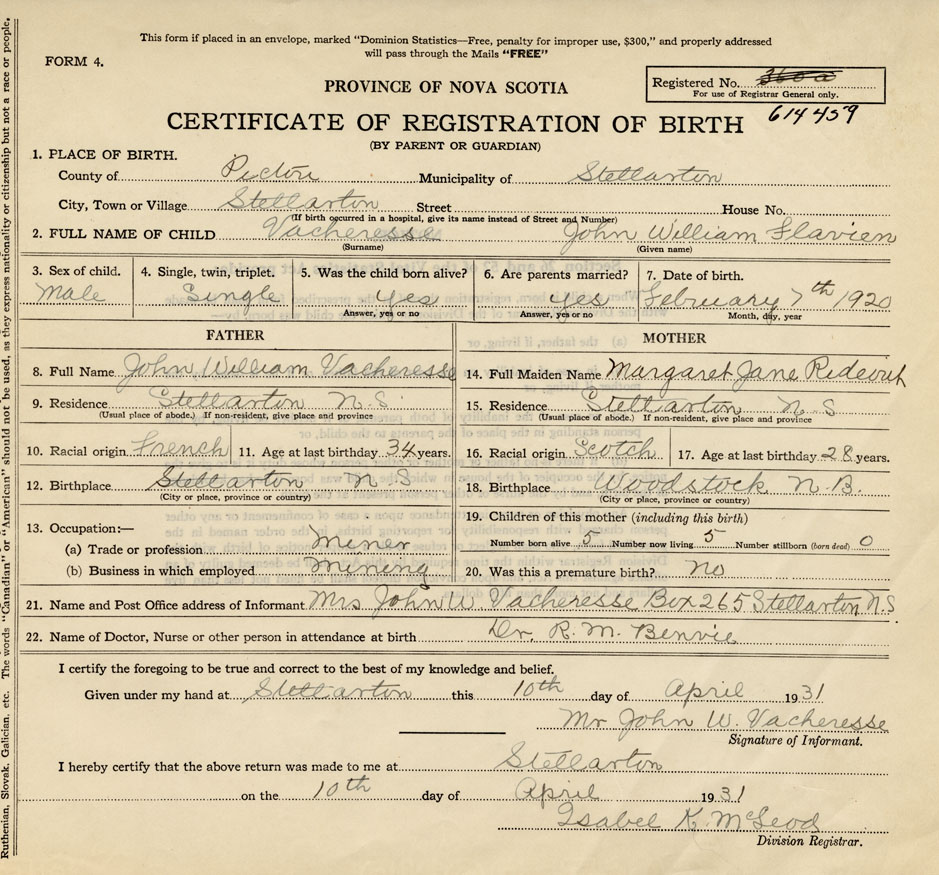 This form if placed in an envelope, marked "Dominion Statistics—Free, penalty for improper use, $300," and properly addressed
will pass through the Mails "FREE"
FORM 4.
PROVINCE OF NOVA SCOTIA
Registered No. 360a
For use of Registrar General only.
614459
CERTIFICATE OF REGISTRATION OF BIRTH
(BY PARENT OR GUARDIAN)
1. PLACE OF BIRTH.
County of Pictou Municipality of Stellarton
City, Town or Village Stellarton Street House No.
(If birth occurred in a hospital, give its name instead of Street and Number)
2. FULL NAME OF CHILD Vacheresse John William Flavien
(Surname) (Given name)
3. Sex of child. 4. Single, twin, triplet. 5. Was the child born alive? 6. Are parents married? 7. Date of birth.
Male Single yes yes February 7th 1920
Answer, yes or no Answer, yes or no Month, day, year
FATHER MOTHER
8. Full Name John William Vacheresse 14. Full Maiden Name Margaret Jane Rideout
9. Residence Stellarton N.S 15. Residence Stellarton N.S
(Usual place of abode.) If non-resident, give place and province (Usual place of abode.) If non-resident, give place and province
10. Racial origin French 11. Age at last birthday 34 years. 16. Racial origin Scotch 17. Age at last birthday 28 years.
12. Birthplace Stellarton N S 18. Birthplace Woodstock N.B.
(City or place, province or country) (City or place, province or country)
13. Occupation:— 19. Children of this mother (including this birth)
(a) Trade or profession Miner Number born alive 5 Number now living 5 Number stillborn (born dead) 0
(b) Business in which employed Mining 20. Was this a premature birth? no
21. Name and Post Office address of Informant Mrs John W Vacheresse Box 265 Stellarton N.S
22. Name of Doctor, Nurse or other person in attendance at birth Dr. R. M. Benvie
I certify the foregoing to be true and correct to the best of my knowledge and belief.
Given under my hand at Stellarton this 10th day of April 1931
Mr John W. Vacheresse
Signature of Informant.
I hereby certify that the above return was made to me at Stellarton
on the 10th day of April 1931
Isabel K. McLeod
Division Registrar.
Ruthenian, Slovak, Galician, etc. The words "Canadian" or "American" should not be used, as they express nationality or citizenship but not a race or people.